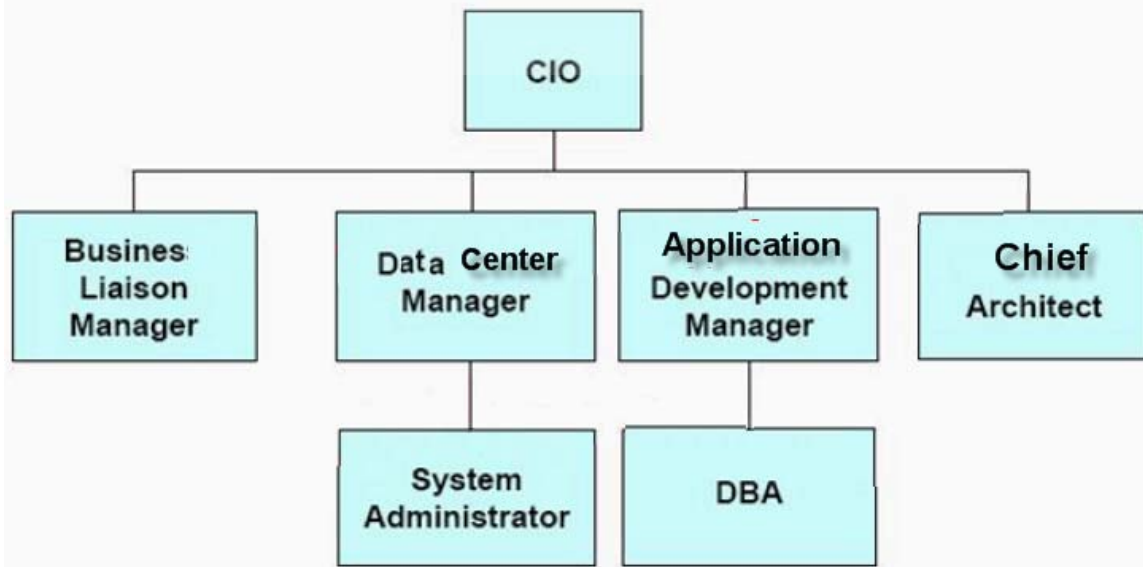 CIO
Busines
Liaison
Manager
Data Center
Manager
Application
Development
Manager
Chief
Architect
System
Administrator
DBA